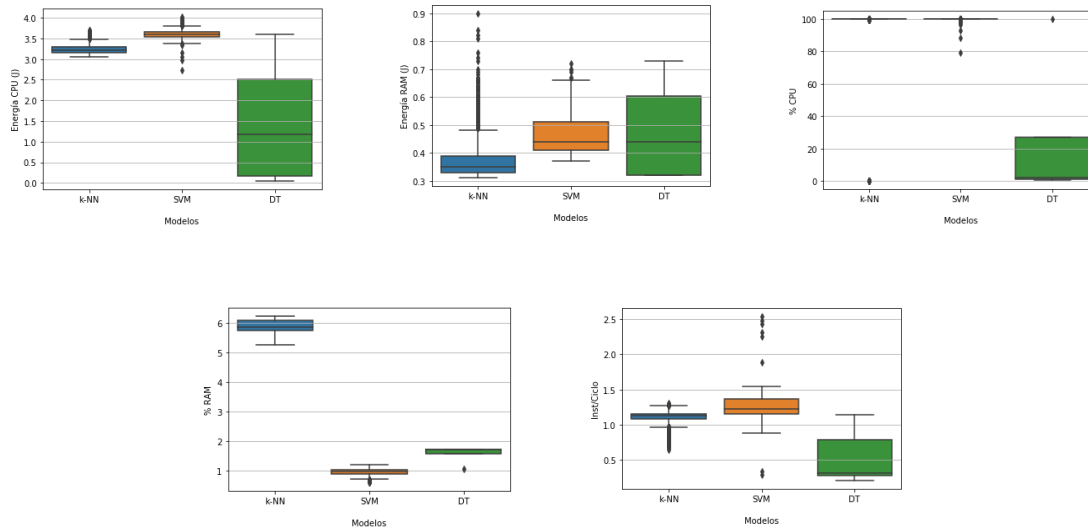 Energía CPU (J)
4.0
3.5
3.0
2.5
2.0
1.5
1.0
0.5
0.0
k-NN SVM DT
Modelos
Energía RAM (J)
0.9
0.8
0.7
0.6
0.5
0.4
0.3
k-NN SVM DT
Modelos
% CPU
100
80
60
40
20
0
k-NN SVM DT
Modelos
% RAM
6
5
4
3
2
1
k-NN SVM DT
Modelos
Inst/Ciclo
2.5
2.0
1.5
1.0
0.5
k-NN SVM DT
Modelos